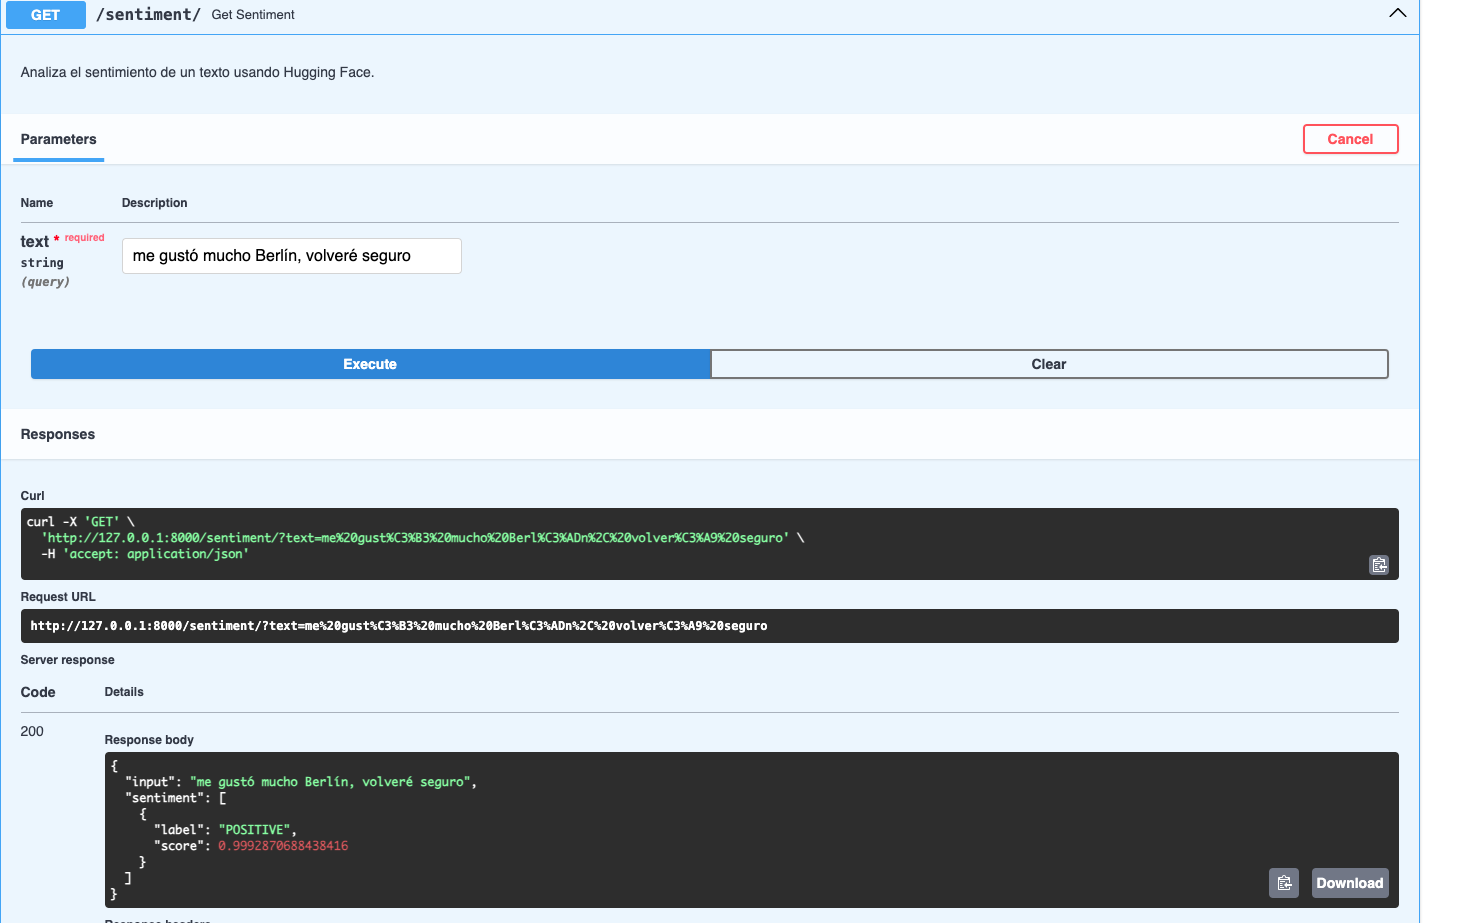 GET /sentiment/ Get Sentiment
Analiza el sentimiento de un texto usando Hugging Face.
Parameters
Cancel
Name Description
text * required
string
(query)
me gustó mucho Berlín, volveré seguro
Execute Clear
Responses
Curl
curl -X 'GET' \
  'http://127.0.0.1:8000/sentiment/?text=me%20gust%C3%B3%20mucho%20Berl%C3%ADn%2C%20volver%C3%A9%20seguro' \
  -H 'accept: application/json'
Request URL
http://127.0.0.1:8000/sentiment/?text=me%20gust%C3%B3%20mucho%20Berl%C3%ADn%2C%20volver%C3%A9%20seguro
Server response
Code Details
200
Response body
{
  "input": "me gustó mucho Berlín, volveré seguro",
  "sentiment": [
    {
      "label": "POSITIVE",
      "score": 0.9992870688438416
    }
  ]
}
Download
Response headers